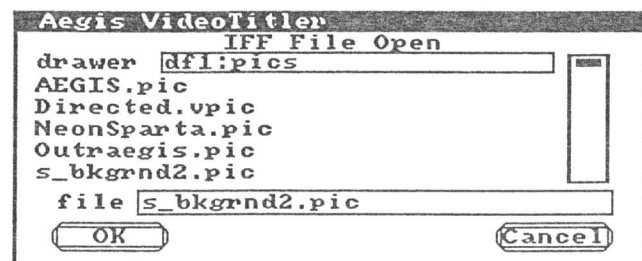 Aegis VideoTitler
IFF File Open
drawer df1:pics
AEGIS.pic
Directed.vpic
NeonSparta.pic
Outraegis.pic
s_bkgrnd2.pic
file s_bkgrnd2.pic
OK Cancel